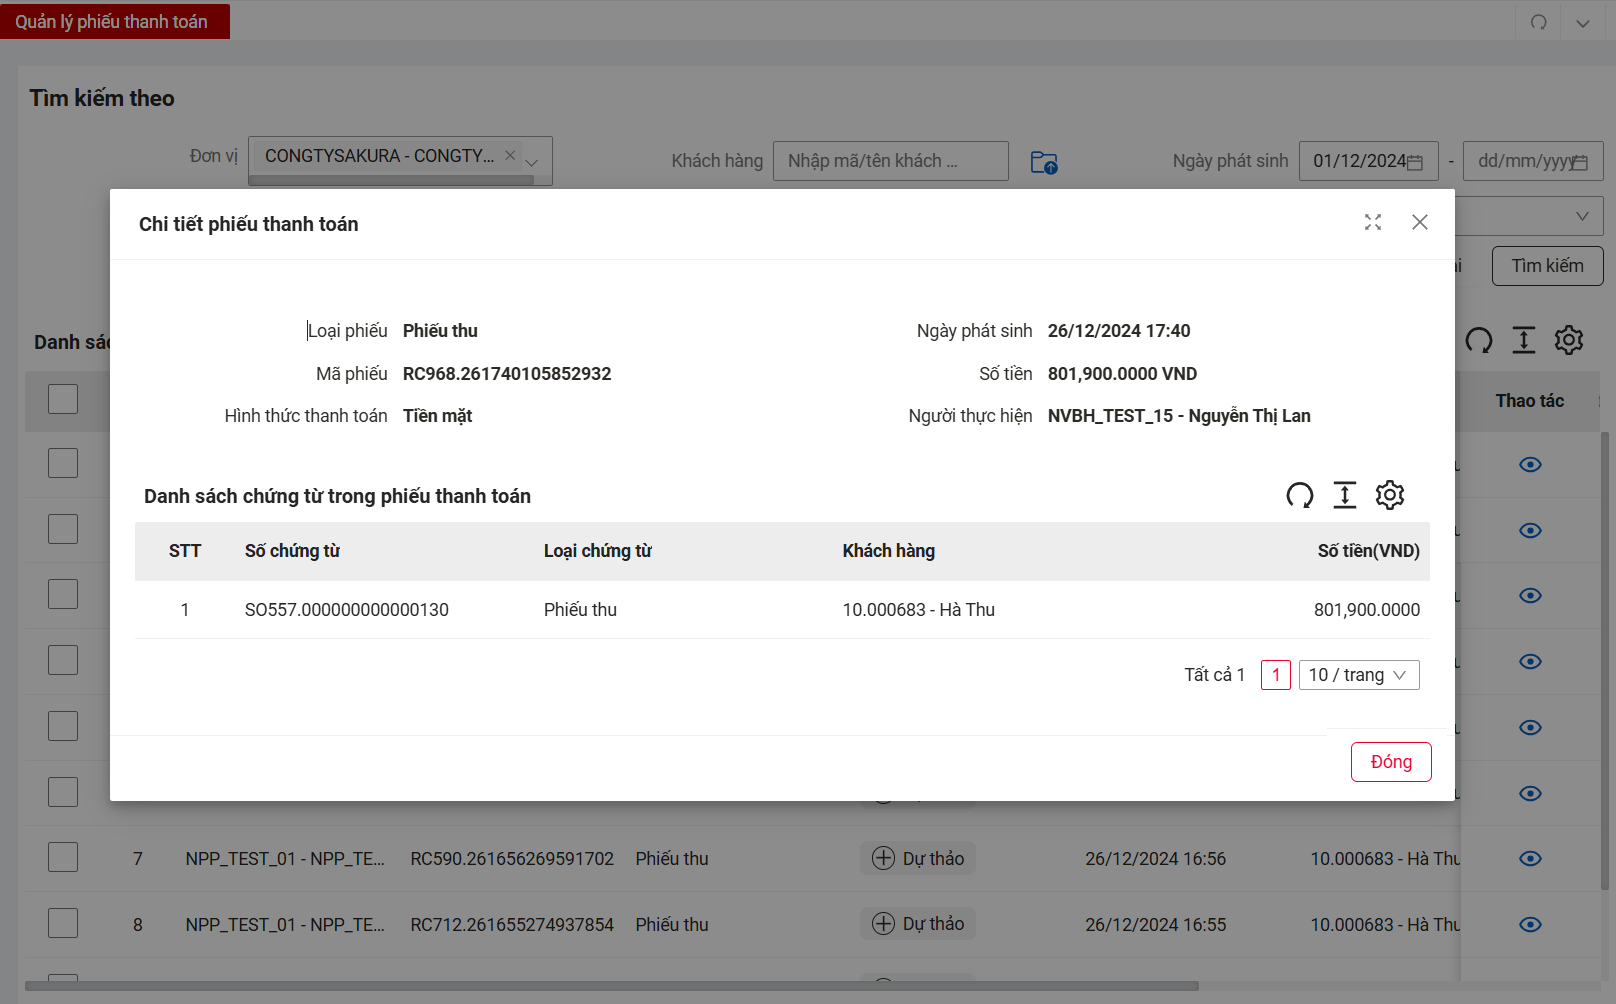 Quản lý phiếu thanh toán
Tìm kiếm theo
Đơn vị CONGTYSAKURA - CONGTY... Khách hàng Nhập mã/tên khách ... Ngày phát sinh 01/12/2024 - dd/mm/yyyy
Chi tiết phiếu thanh toán
Tìm kiếm
Loại phiếu Phiếu thu Ngày phát sinh 26/12/2024 17:40
Danh sác
Mã phiếu RC968.261740105852932 Số tiền 801,900.0000 VND
Thao tác
Hình thức thanh toán Tiền mặt Người thực hiện NVBH_TEST_15 - Nguyễn Thị Lan
Danh sách chứng từ trong phiếu thanh toán
STT Số chứng từ Loại chứng từ Khách hàng Số tiền(VND)
1 SO557.000000000000130 Phiếu thu 10.000683 - Hà Thu 801,900.0000
Tất cả 1 1 10 / trang
Đóng
7 NPP_TEST_01 - NPP_TE... RC590.261656269591702 Phiếu thu Dự thảo 26/12/2024 16:56 10.000683 - Hà Thu
8 NPP_TEST_01 - NPP_TE... RC712.261655274937854 Phiếu thu Dự thảo 26/12/2024 16:55 10.000683 - Hà Thu